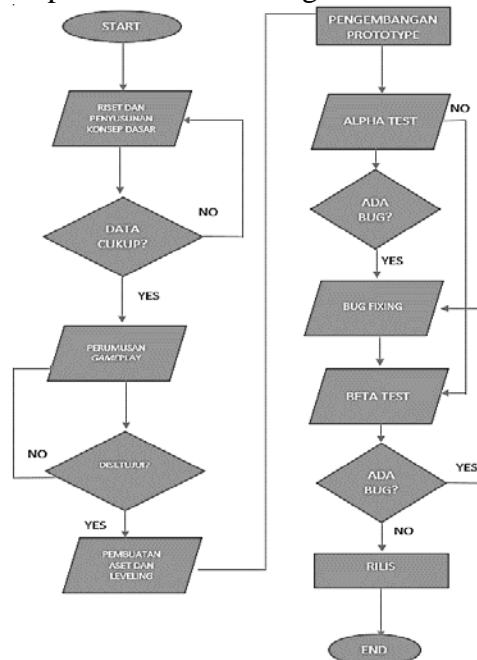 START
RISET DAN
PENYUSUNAN
KONSEP DASAR
NO
DATA
CUKUP?
YES
PERUMUSAN
GAMEPLAY
NO
DISETUJUI?
YES
PEMBUATAN
ASET DAN
LEVELING
PENGEMBANGAN
PROTOTYPE
NO
ALPHA TEST
ADA
BUG?
YES
BUG FIXING
BETA TEST
ADA
BUG?
YES
NO
RILIS
END